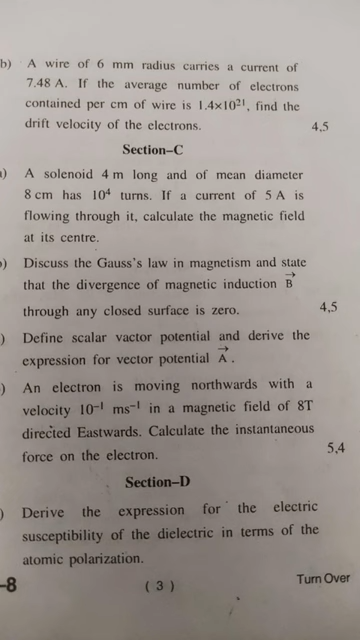 b) A wire of 6 mm radius carries a current of
7.48 A. If the average number of electrons
contained per cm of wire is 1.4×10²¹, find the
drift velocity of the electrons. 4,5
Section–C
) A solenoid 4 m long and of mean diameter
8 cm has 10⁴ turns. If a current of 5 A is
flowing through it, calculate the magnetic field
at its centre.
) Discuss the Gauss's law in magnetism and state
that the divergence of magnetic induction B⃗
through any closed surface is zero. 4,5
) Define scalar vactor potential and derive the
expression for vector potential A⃗ .
) An electron is moving northwards with a
velocity 10⁻¹ ms⁻¹ in a magnetic field of 8T
directed Eastwards. Calculate the instantaneous
force on the electron. 5,4
Section–D
) Derive the expression for the electric
susceptibility of the dielectric in terms of the
atomic polarization.
–8 ( 3 ) Turn Over